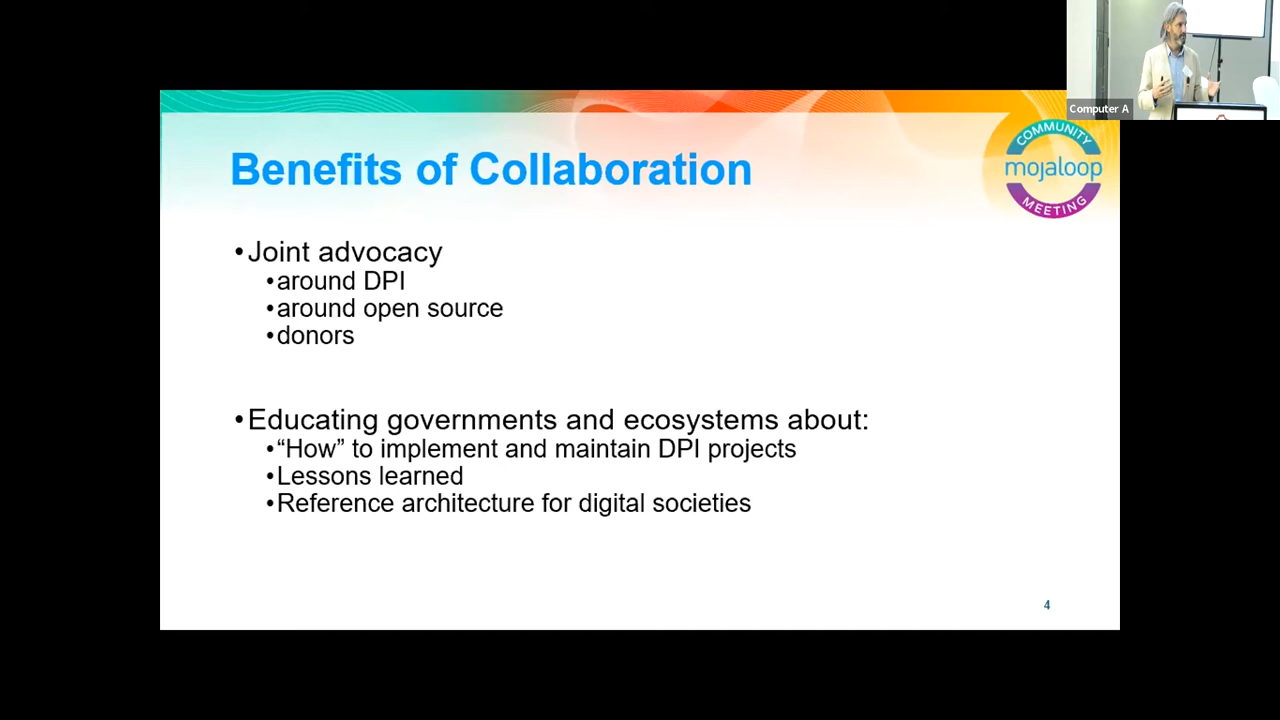 Computer A
COMMUNITY
mojaloop
MEETING
Benefits of Collaboration
•Joint advocacy
•around DPI
•around open source
•donors
•Educating governments and ecosystems about:
•“How” to implement and maintain DPI projects
•Lessons learned
•Reference architecture for digital societies
4